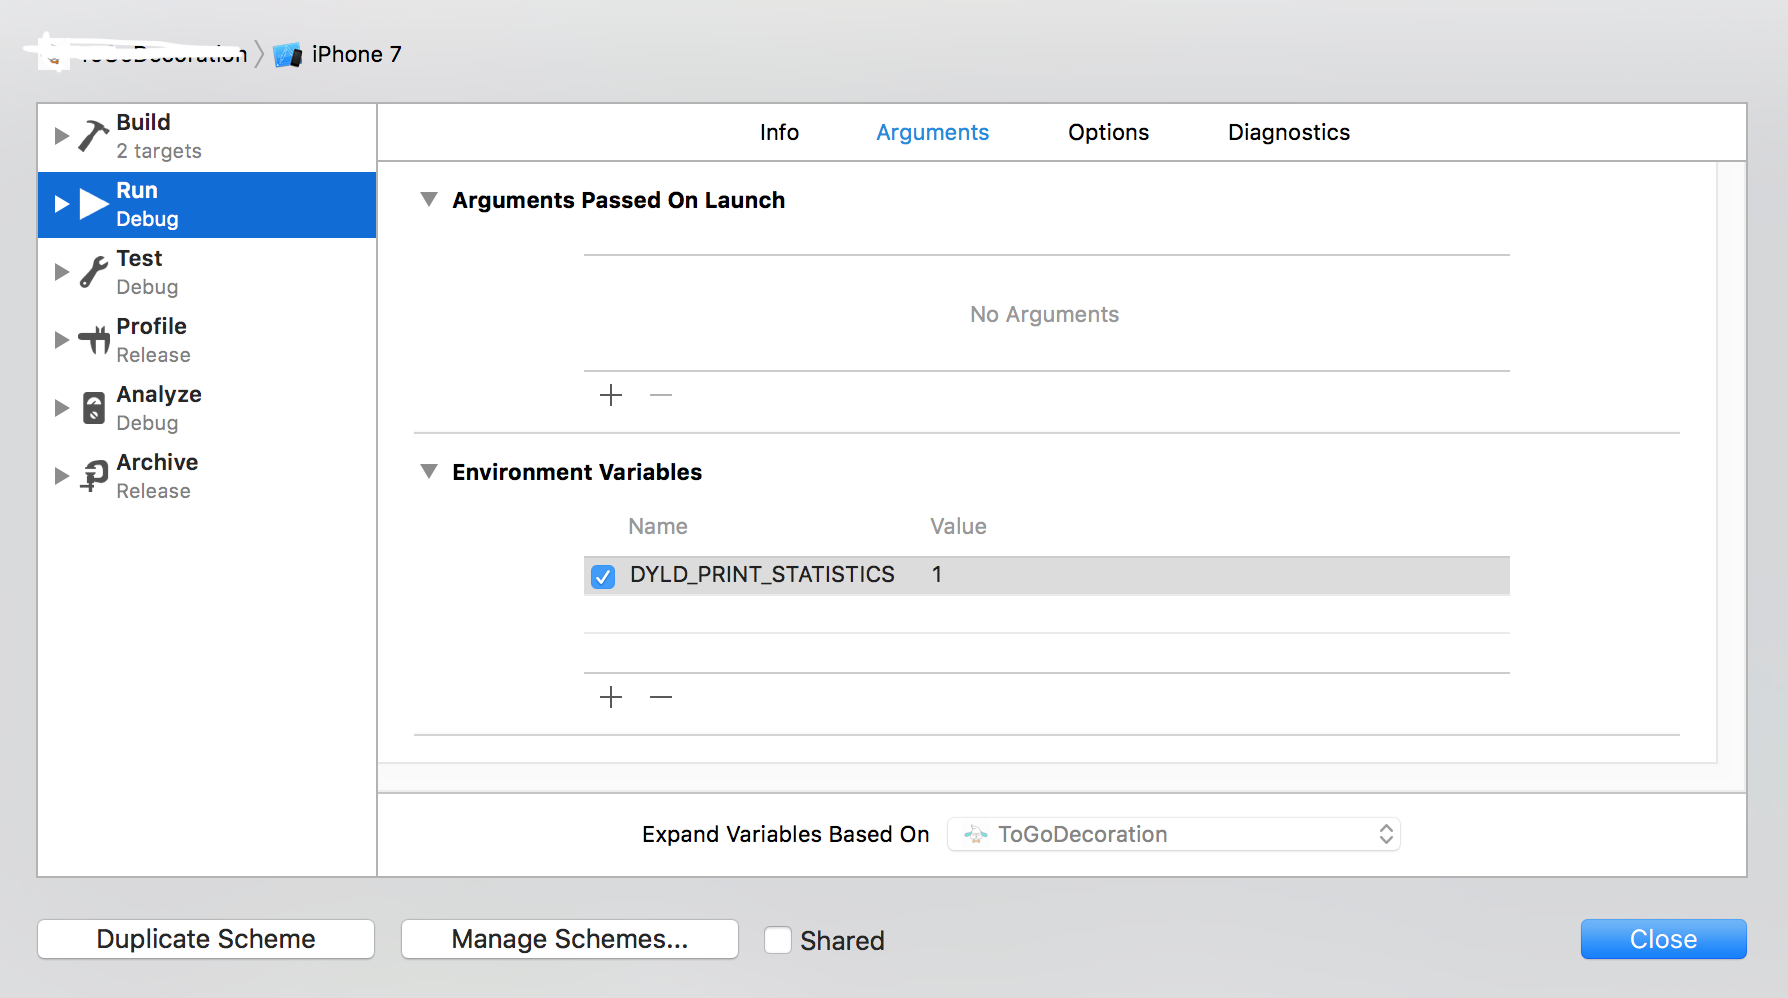 ToGoDecoration iPhone 7
Build
2 targets
Run
Debug
Test
Debug
Profile
Release
Analyze
Debug
Archive
Release
Info Arguments Options Diagnostics
Arguments Passed On Launch
No Arguments
Environment Variables
Name Value
DYLD_PRINT_STATISTICS 1
Expand Variables Based On ToGoDecoration
Duplicate Scheme Manage Schemes... Shared Close